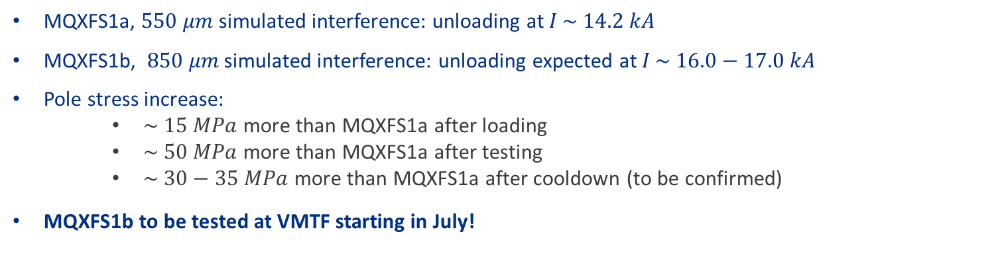 • MQXFS1a, 550 μm simulated interference: unloading at I ~ 14.2 kA
• MQXFS1b, 850 μm simulated interference: unloading expected at I ~ 16.0 − 17.0 kA
• Pole stress increase:
• ~ 15 MPa more than MQXFS1a after loading
• ~ 50 MPa more than MQXFS1a after testing
• ~ 30 − 35 MPa more than MQXFS1a after cooldown (to be confirmed)
• MQXFS1b to be tested at VMTF starting in July!